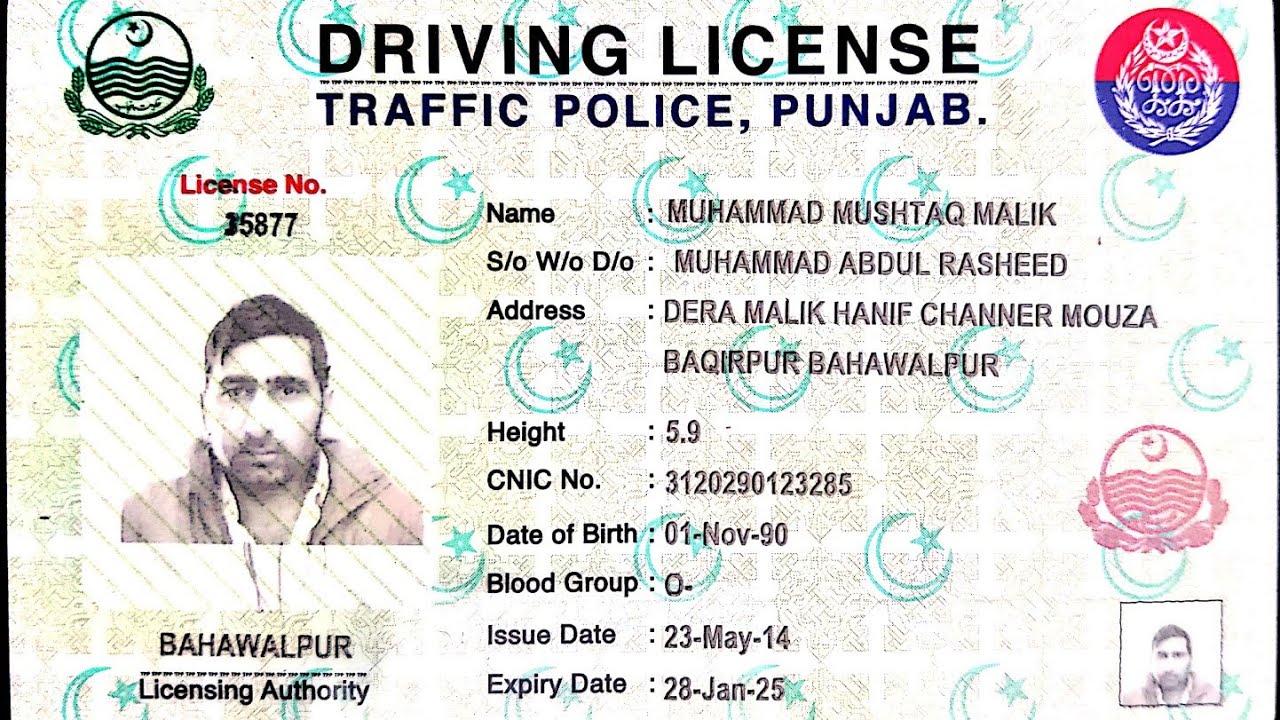 DRIVING LICENSE
TRAFFIC POLICE, PUNJAB.
License No.
15877
Name : MUHAMMAD MUSHTAQ MALIK
S/o W/o D/o : MUHAMMAD ABDUL RASHEED
Address : DERA MALIK HANIF CHANNER MOUZA
BAQIRPUR BAHAWALPUR
Height : 5.9
CNIC No. : 3120290123285
Date of Birth : 01-Nov-90
Blood Group : O-
Issue Date : 23-May-14
Expiry Date : 28-Jan-25
BAHAWALPUR
Licensing Authority